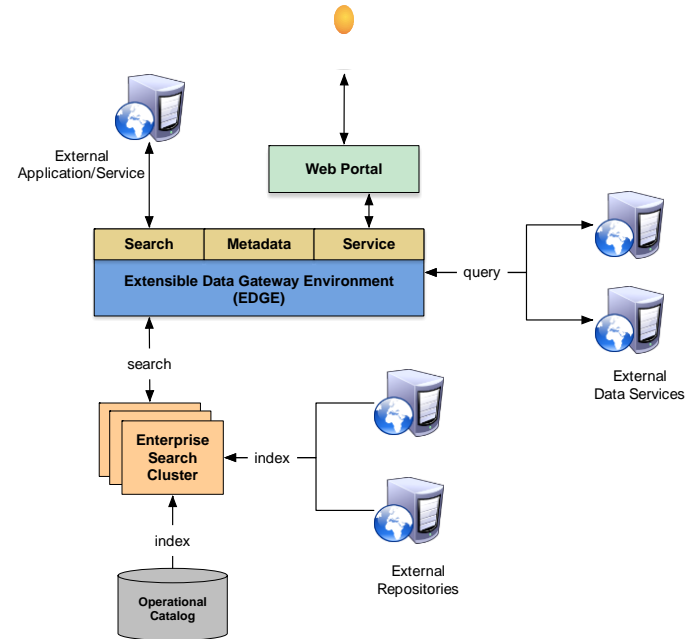 External
Application/Service
Web Portal
Search
Metadata
Service
Extensible Data Gateway Environment
(EDGE)
query
External
Data Services
search
Enterprise
Search
Cluster
index
index
External
Repositories
Operational
Catalog